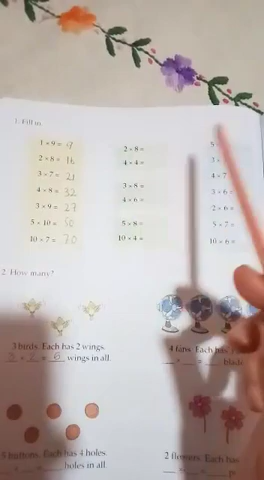 1. Fill in
1 × 9 = 9
2 × 8 = 16
3 × 7 = 21
4 × 8 = 32
3 × 9 = 27
5 × 10 = 50
10 × 7 = 70
2 × 8 =
4 × 4 =
3 × 8 =
4 × 6 =
5 × 8 =
10 × 4 =
5
4 × 7
3 × 6 =
2 × 6 =
5 × 7 =
10 × 6 =
2. How many?
3 birds. Each has 2 wings.
3 × 2 = 6 wings in all.
4 fans. Each has
× = blade
5 buttons. Each has 4 holes.
× = holes in all.
2 flowers. Each has
× =